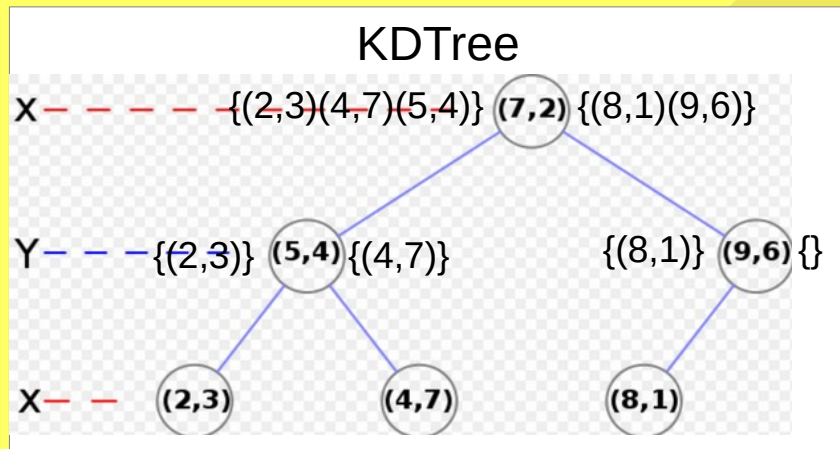 KDTree
x {(2,3)(4,7)(5,4)} (7,2) {(8,1)(9,6)}
Y {(2,3)} (5,4) {(4,7)} {(8,1)} (9,6) {}
x (2,3) (4,7) (8,1)